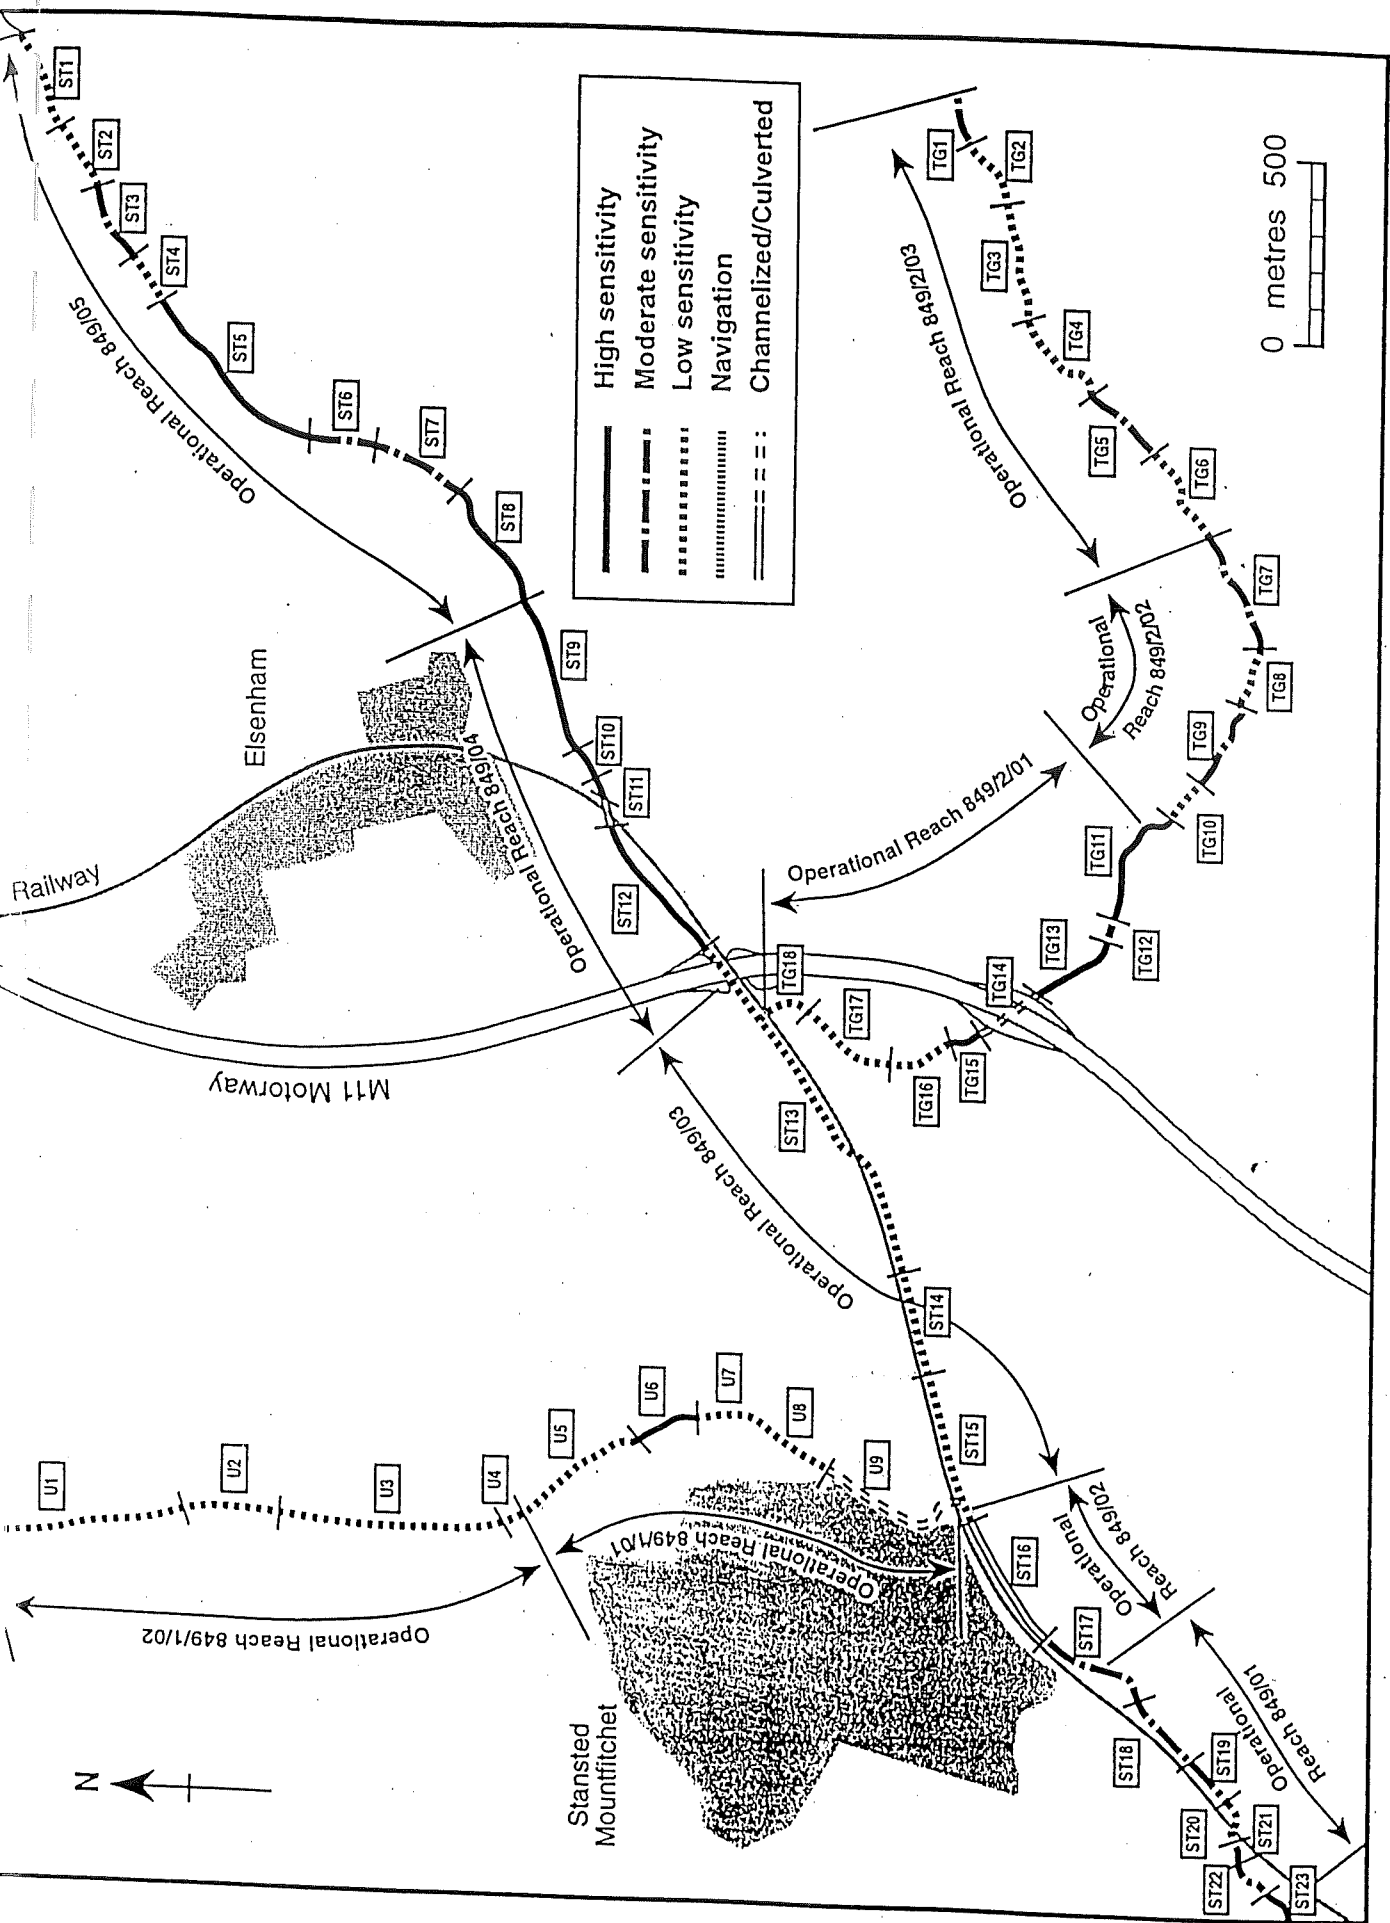 N
Railway
Elsenham
M11 Motorway
Stansted
Mountfitchet
High sensitivity
Moderate sensitivity
Low sensitivity
Navigation
Channelized/Culverted
0 metres 500
Operational Reach 849/05
Operational Reach 849/04
Operational Reach 849/03
Operational
Reach 849/02
Operational
Reach 849/01
Operational Reach 849/1/02
Operational Reach 849/1/01
Operational Reach 849/2/03
Operational
Reach 849/2/02
Operational Reach 849/2/01
ST1
ST2
ST3
ST4
ST5
ST6
ST7
ST8
ST9
ST10
ST11
ST12
ST13
ST14
ST15
ST16
ST17
ST18
ST19
ST20
ST21
ST22
ST23
TG1
TG2
TG3
TG4
TG5
TG6
TG7
TG8
TG9
TG10
TG11
TG12
TG13
TG14
TG15
TG16
TG17
TG18
U1
U2
U3
U4
U5
U6
U7
U8
U9